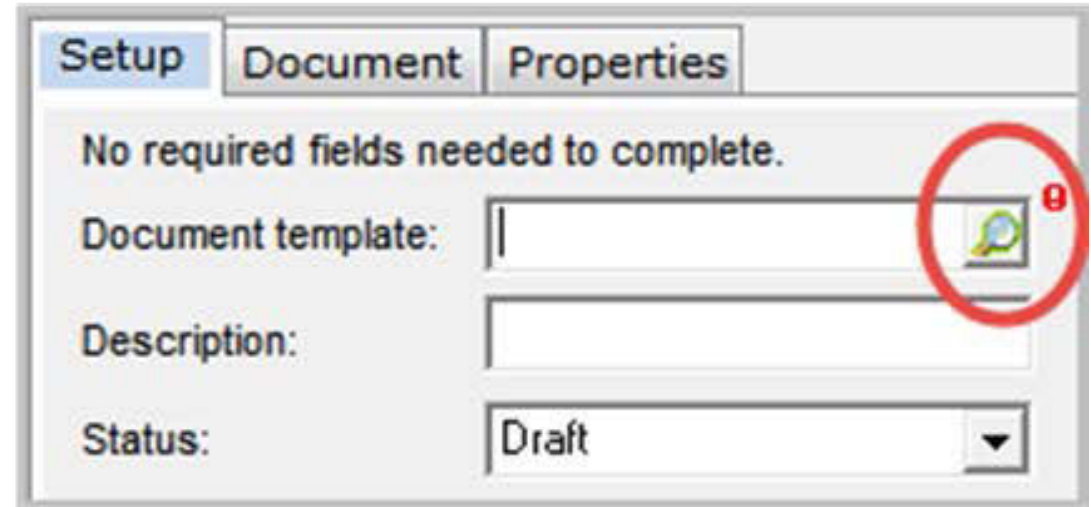 Setup Document Properties
No required fields needed to complete.
Document template:
Description:
Status: Draft